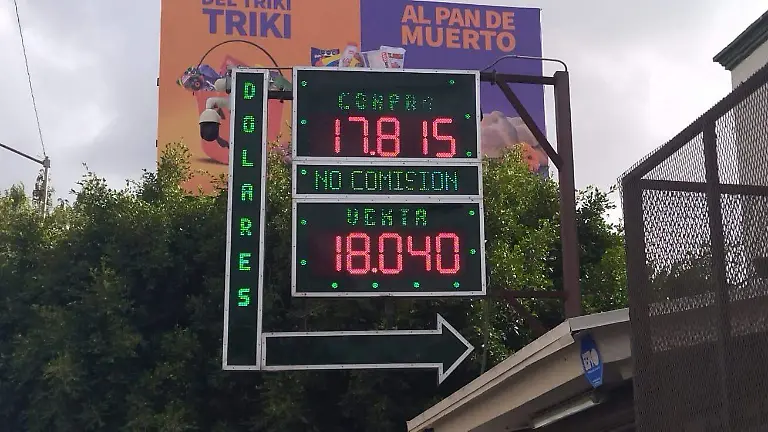 DEL TRIKI
TRIKI
AL PAN DE
MUERTO
DOLARES
COMPRA
17.815
NO COMISION
VENTA
18.040